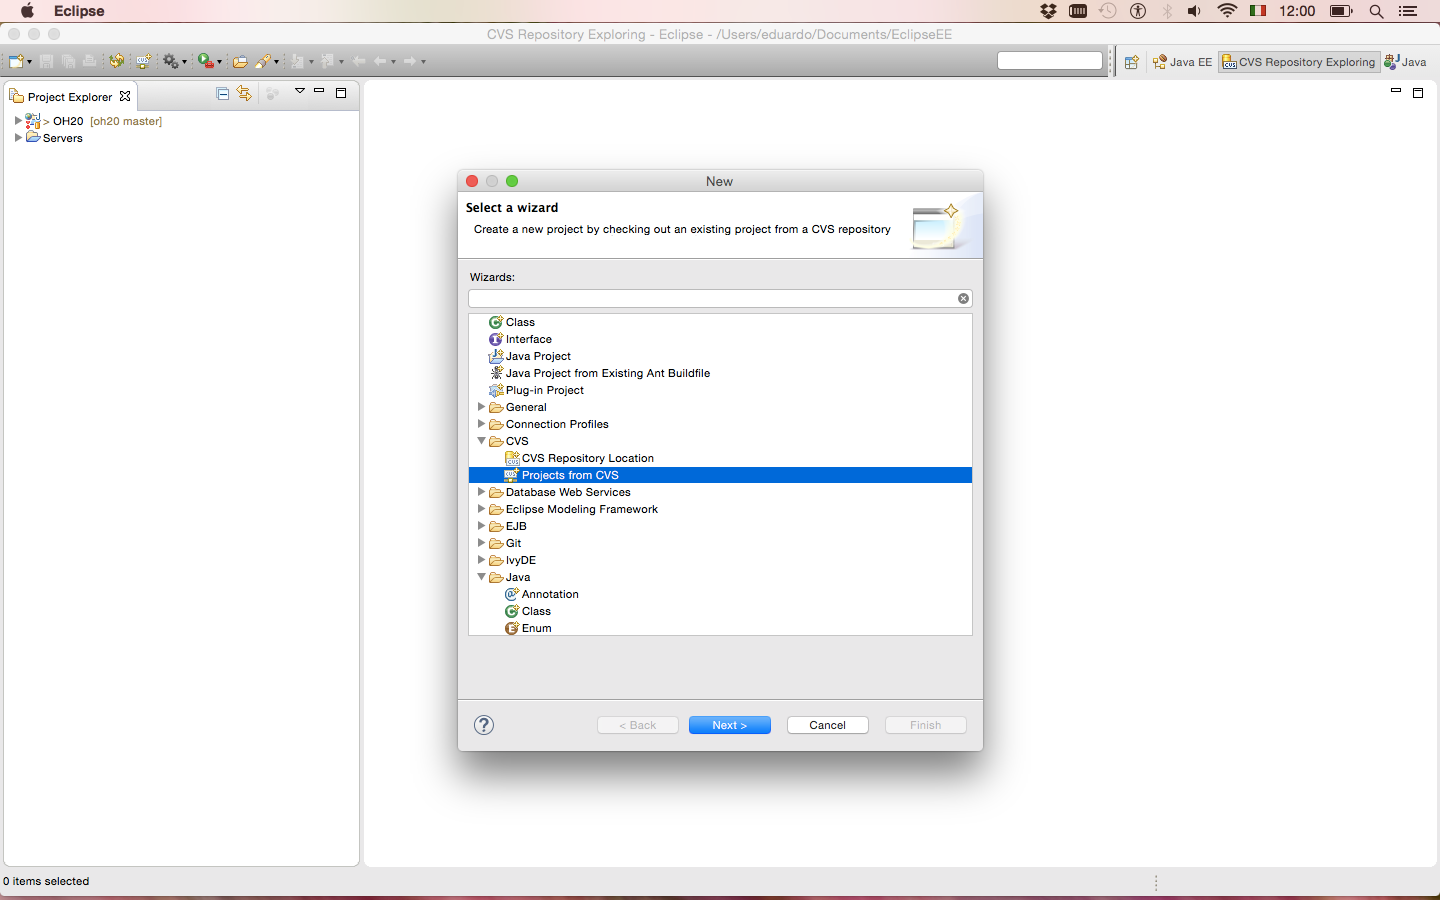 Eclipse
12:00
CVS Repository Exploring - Eclipse - /Users/eduardo/Documents/EclipseEE
Java EE
CVS Repository Exploring
Java
Project Explorer
> OH20 [oh20 master]
Servers
New
Select a wizard
Create a new project by checking out an existing project from a CVS repository
Wizards:
Class
Interface
Java Project
Java Project from Existing Ant Buildfile
Plug-in Project
General
Connection Profiles
CVS
CVS Repository Location
Projects from CVS
Database Web Services
Eclipse Modeling Framework
EJB
Git
IvyDE
Java
Annotation
Class
Enum
?
< Back
Next >
Cancel
Finish
0 items selected